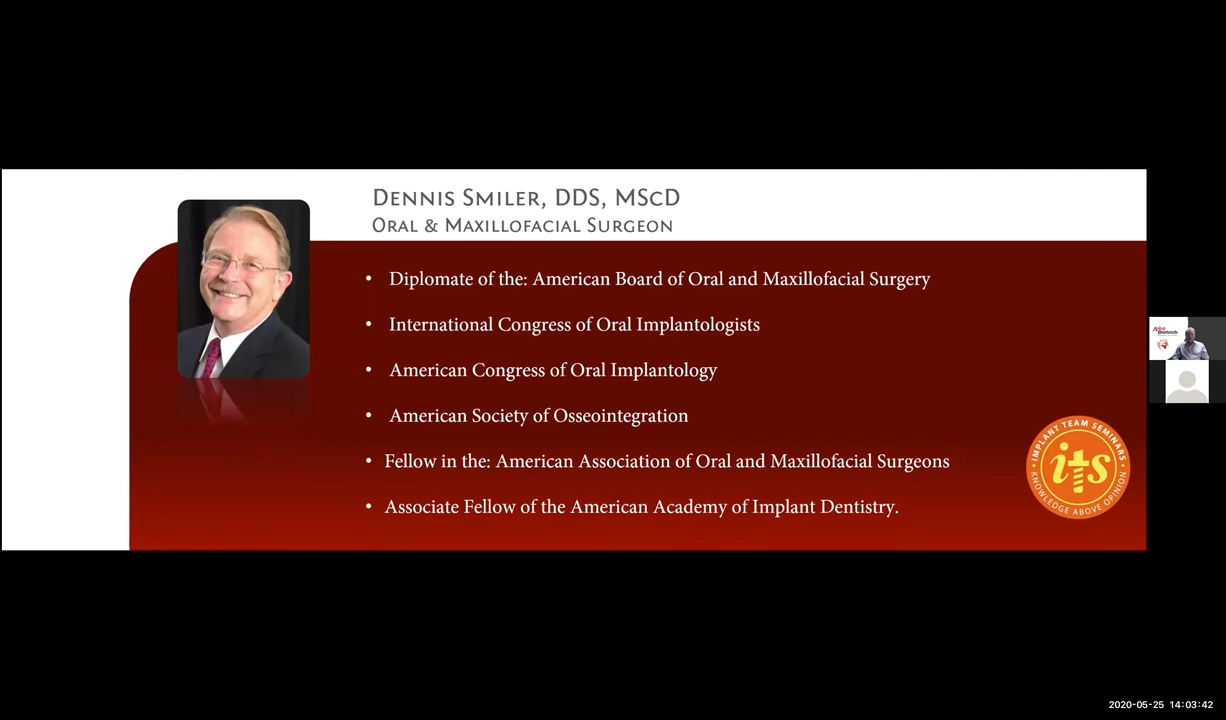 DENNIS SMILER, DDS, MSCD
ORAL & MAXILLOFACIAL SURGEON
• Diplomate of the: American Board of Oral and Maxillofacial Surgery
• International Congress of Oral Implantologists
• American Congress of Oral Implantology
• American Society of Osseointegration
• Fellow in the: American Association of Oral and Maxillofacial Surgeons
• Associate Fellow of the American Academy of Implant Dentistry.
IMPLANT TEAM SEMINARS
its
KNOWLEDGE ABOVE OPINION
Neo Biotech
2020-05-25 14:03:42